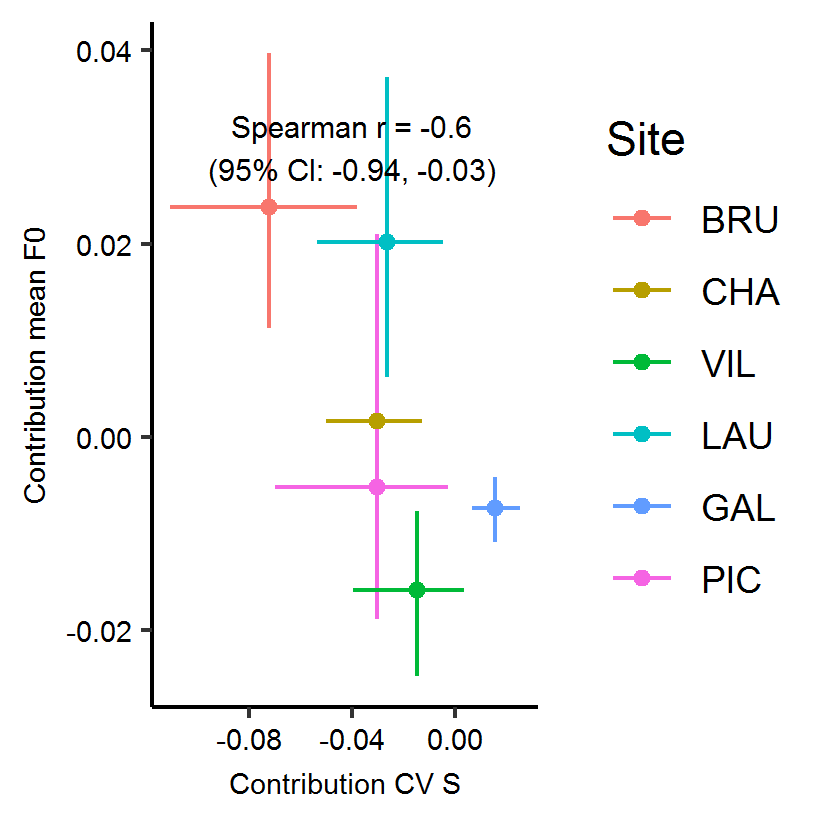 0.04
0.02
0.00
-0.02
Contribution mean F0
Spearman r = -0.6
(95% CI: -0.94, -0.03)
-0.08 -0.04 0.00
Contribution CV S
Site
BRU
CHA
VIL
LAU
GAL
PIC